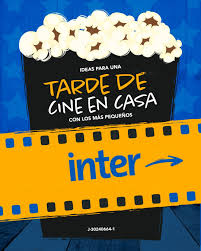 IDEAS PARA UNA
TARDE DE
CINE EN CASA
CON LOS MÁS PEQUEÑOS
inter
J-30240664-1